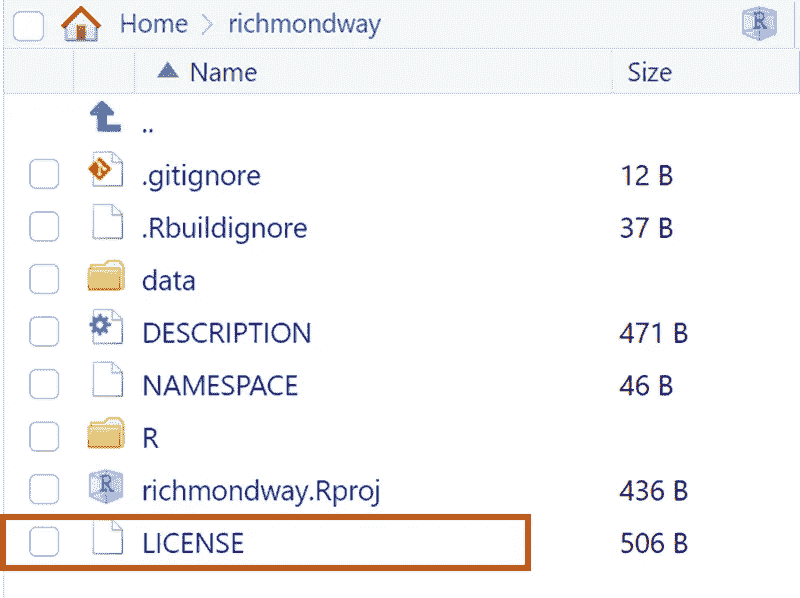 Home richmondway
Name Size
..
.gitignore 12 B
.Rbuildignore 37 B
data
DESCRIPTION 471 B
NAMESPACE 46 B
R
richmondway.Rproj 436 B
LICENSE 506 B